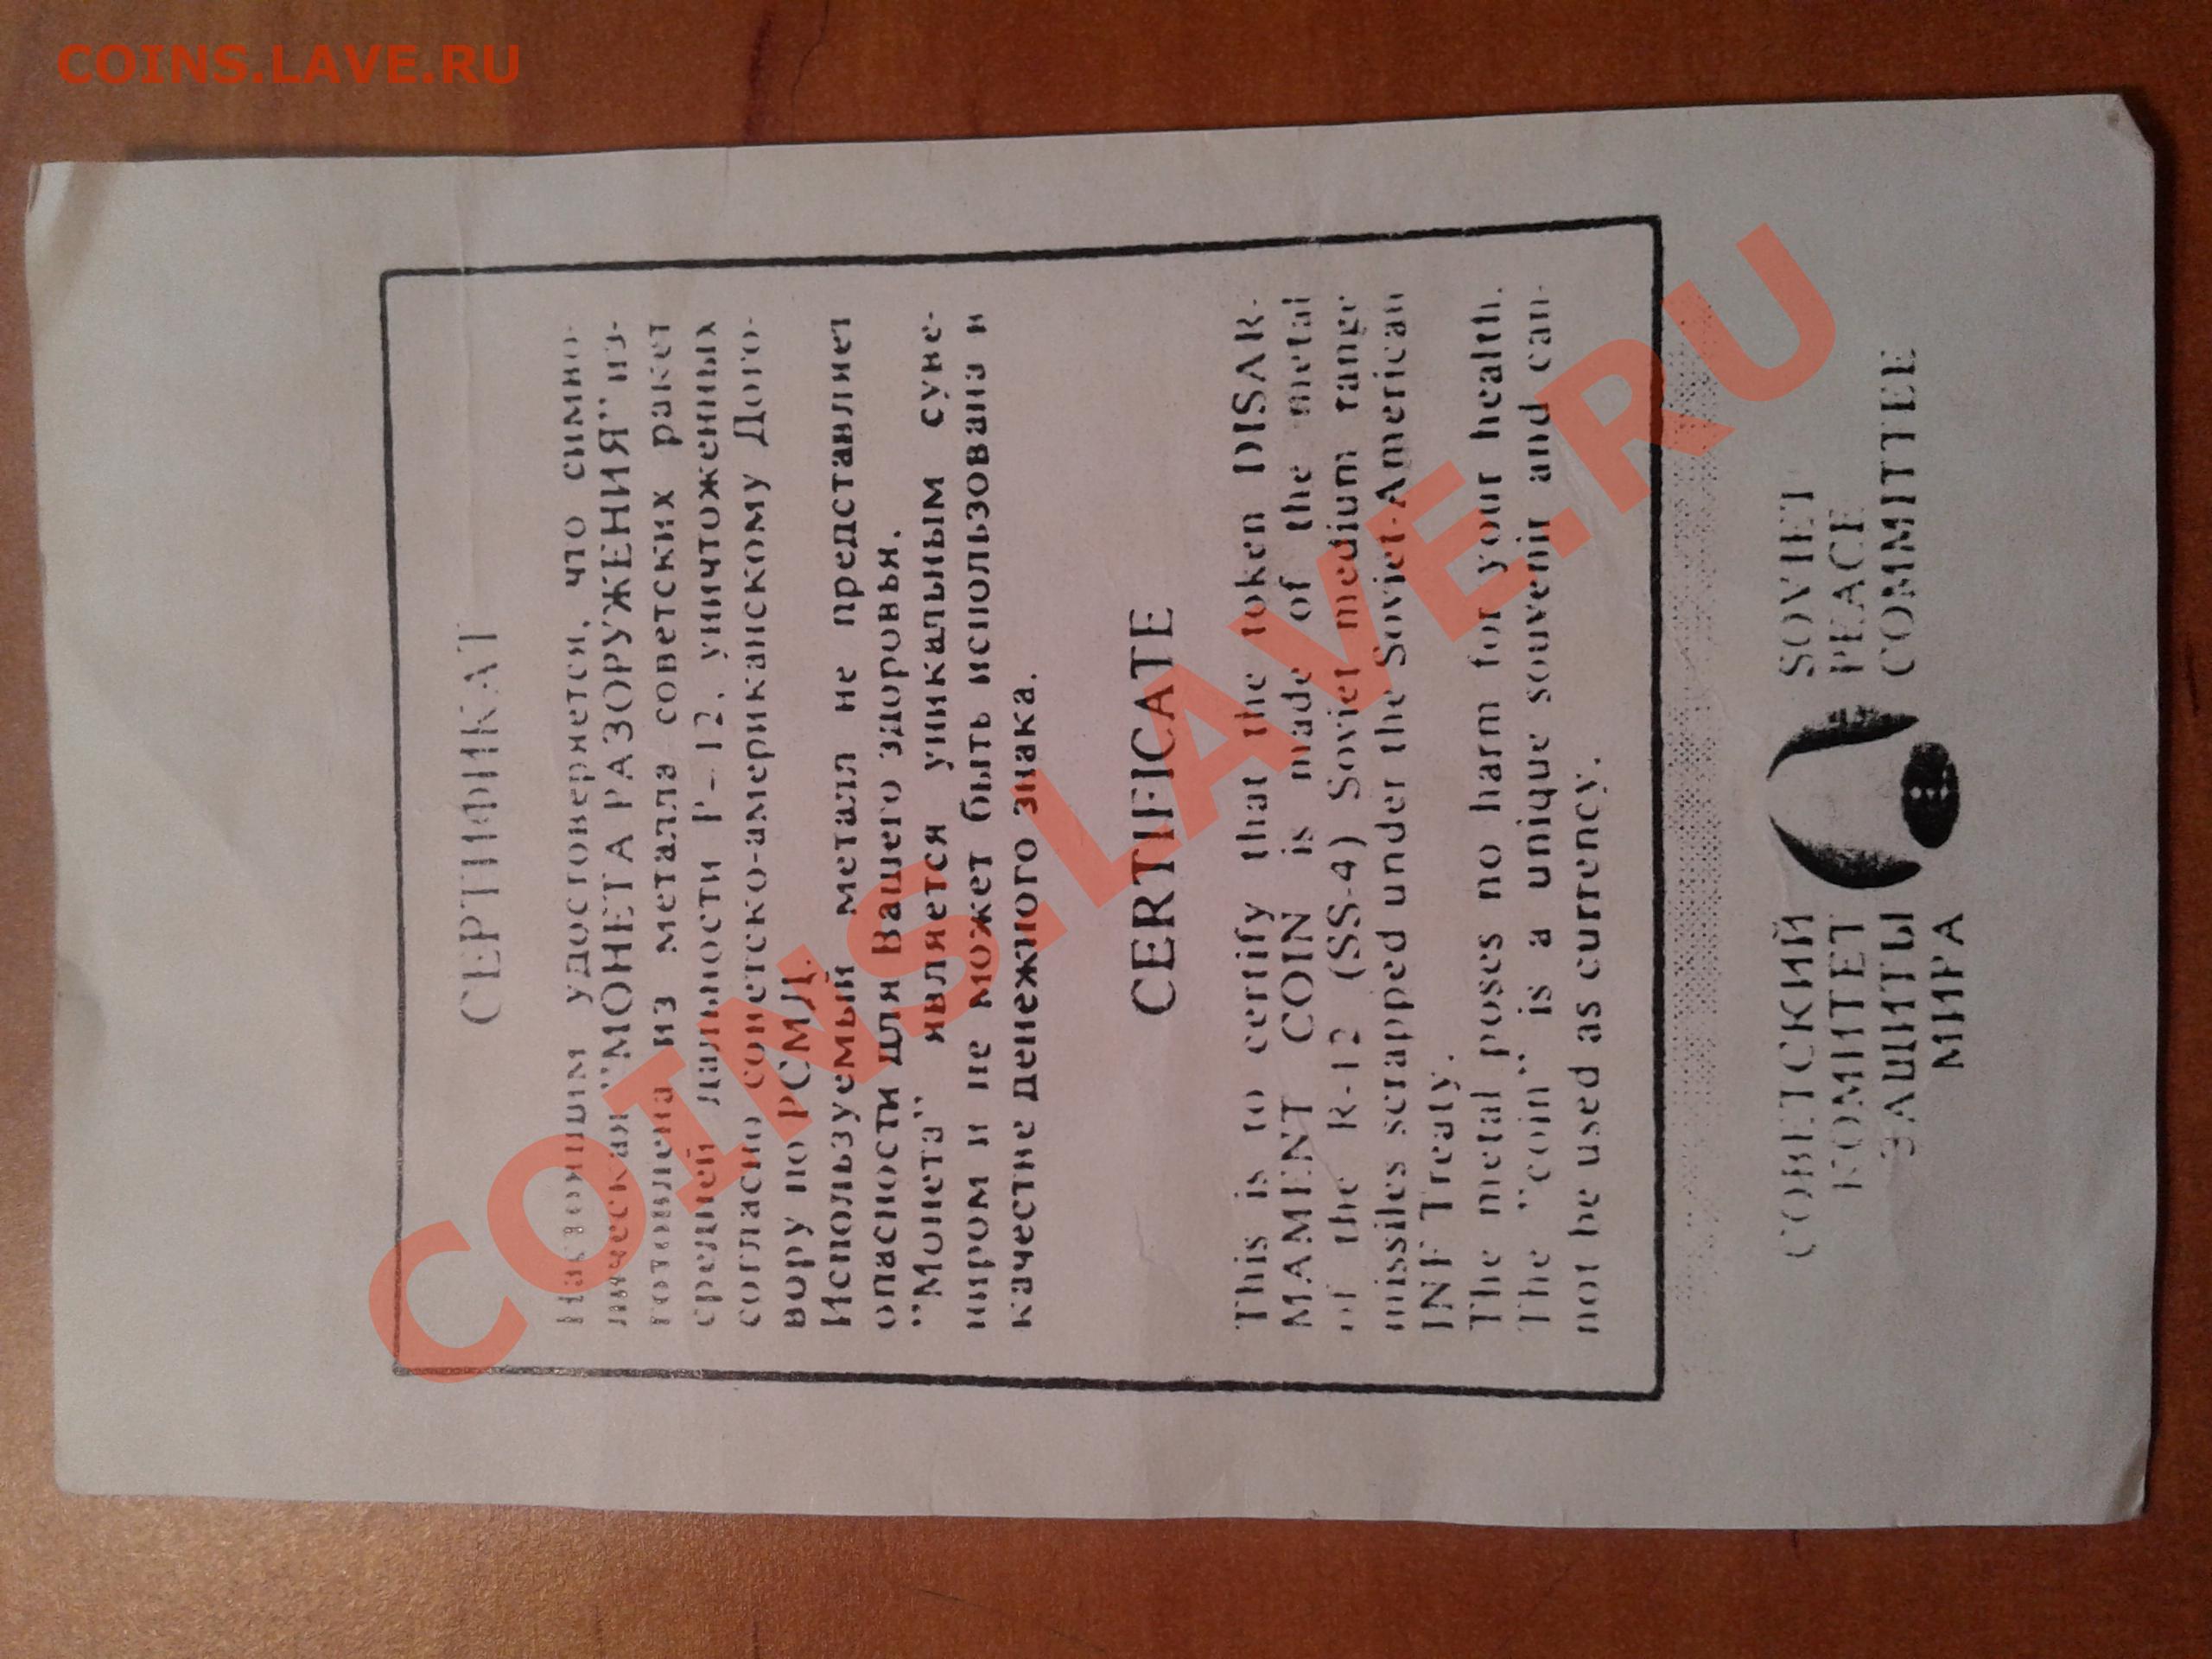 COINS.LAVE.RU
СЕРТИФИКАТ
Настоящим удостоверяется, что симво-
лическая "МОНЕТА РАЗОРУЖЕНИЯ" из-
готовлена из металла советских ракет
средней дальности Р–12, уничтоженных
согласно советско-американскому Дого-
вору по РСМД.
Используемый металл не представляет
опасности для Вашего здоровья.
"Монета" является уникальным суве-
ниром и не может быть использована в
качестве денежного знака.
CERTIFICATE
This is to certify that the token DISAR-
MAMENT COIN is made of the metal
of the R-12 (SS-4) Soviet medium range
missiles scrapped under the Soviet-American
INF Treaty.
The metal poses no harm for your health.
The "coin" is a unique souvenir and can-
not be used as currency.
СОВЕТСКИЙ
КОМИТЕТ
ЗАЩИТЫ
МИРА
SOVIET
PEACE
COMMITTEE
COINS.LAVE.RU